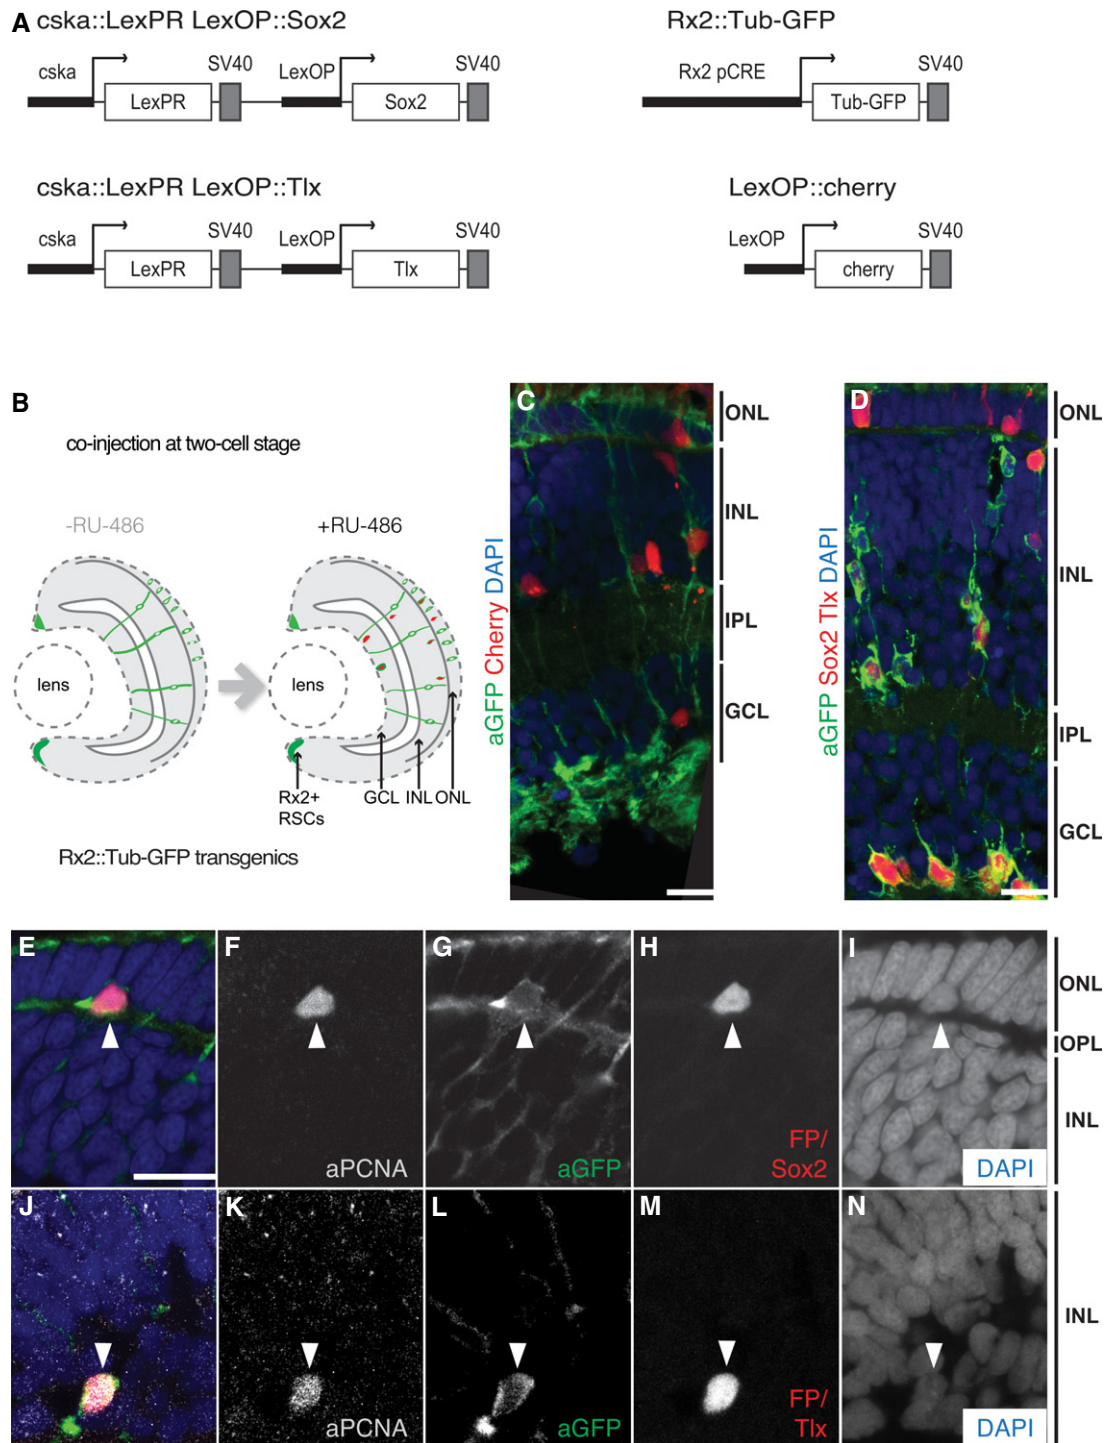 A cska::LexPR LexOP::Sox2
Rx2::Tub-GFP
cska SV40 LexOP SV40
LexPR Sox2
Rx2 pCRE SV40
Tub-GFP
cska::LexPR LexOP::Tlx
LexOP::cherry
cska SV40 LexOP SV40
LexPR Tlx
LexOP SV40
cherry
B
co-injection at two-cell stage
-RU-486 +RU-486
lens lens
Rx2+
RSCs
GCL INL ONL
Rx2::Tub-GFP transgenics
C
aGFP Cherry DAPI
ONL
INL
IPL
GCL
D
aGFP Sox2 Tlx DAPI
ONL
INL
IPL
GCL
E
F
aPCNA
G
aGFP
H
FP/
Sox2
I
DAPI
ONL
OPL
INL
J
K
aPCNA
L
aGFP
M
FP/
Tlx
N
DAPI
INL